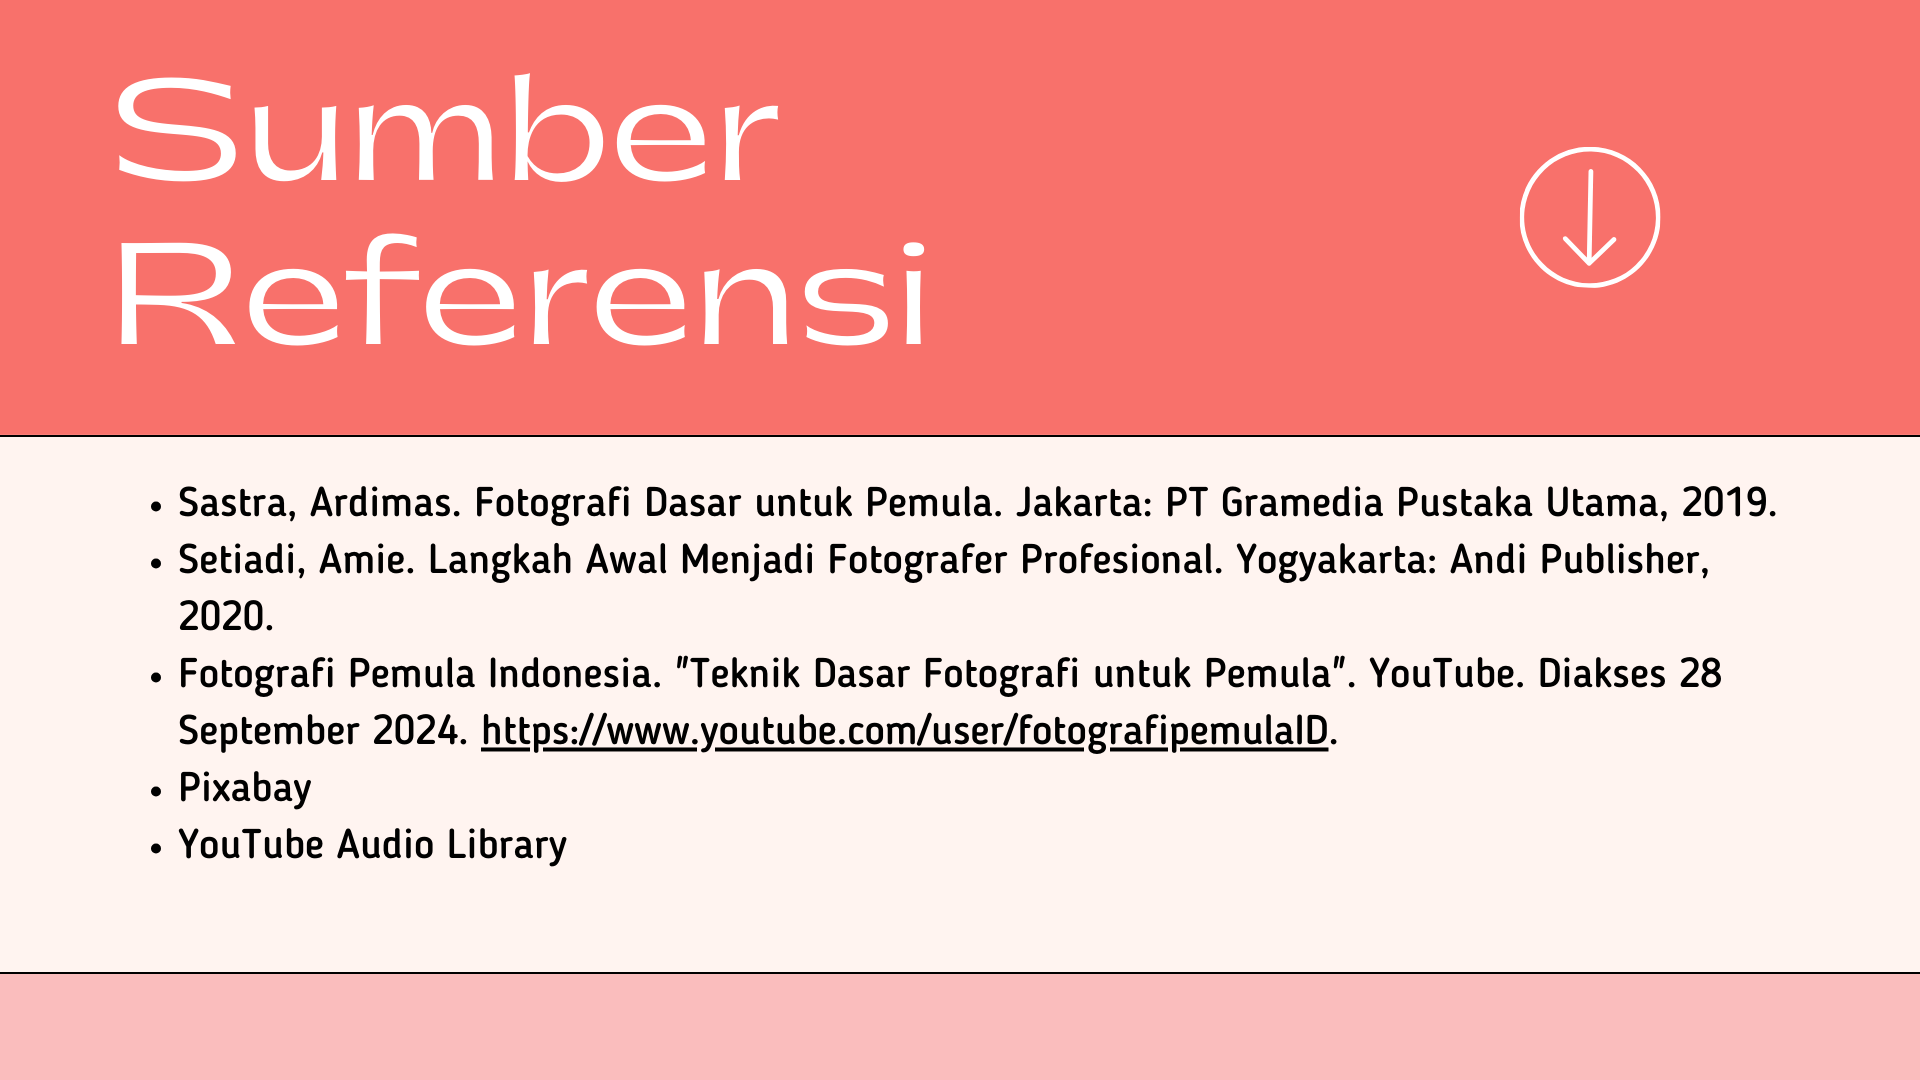 Sumber
Referensi
• Sastra, Ardimas. Fotografi Dasar untuk Pemula. Jakarta: PT Gramedia Pustaka Utama, 2019.
• Setiadi, Amie. Langkah Awal Menjadi Fotografer Profesional. Yogyakarta: Andi Publisher,
2020.
• Fotografi Pemula Indonesia. "Teknik Dasar Fotografi untuk Pemula". YouTube. Diakses 28
September 2024. https://www.youtube.com/user/fotografipemulaID.
• Pixabay
• YouTube Audio Library